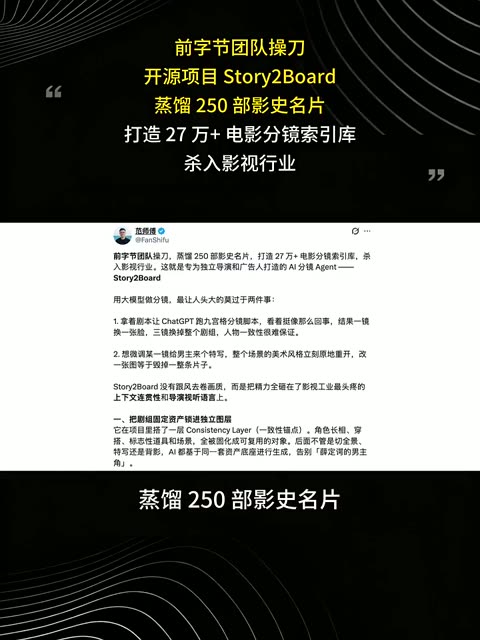 前字节团队操刀
开源项目 Story2Board
蒸馏 250 部影史名片
打造 27 万+ 电影分镜索引库
杀入影视行业
范师傅
@FanShifu
前字节团队操刀，蒸馏 250 部影史名片，打造 27 万+ 电影分镜索引库，杀
入影视行业。这就是专为独立导演和广告人打造的 AI 分镜 Agent ——
Story2Board
用大模型做分镜，最让人头大的莫过于两件事：
1. 拿着剧本让 ChatGPT 跑九宫格分镜脚本，看着挺像那么回事，结果一镜
换一张脸，三镜换掉整个剧组，人物一致性很难保证。
2. 想微调某一镜给男主来个特写，整个场景的美术风格立刻原地重开，改
一张图等于毁掉一整条片子。
Story2Board 没有跟风去卷画质，而是把精力全砸在了影视工业最头疼的
上下文连贯性和导演视听语言上。
一、把剧组固定资产锁进独立图层
它在项目里搭了一层 Consistency Layer（一致性锚点）。角色长相、穿
搭、标志性道具和场景，全被固化成可复用的对象。后面不管是切全景、
特写还是背影，AI 都基于同一套资产底座进行生成，告别「薛定谔的男主
角」。
蒸馏 250 部影史名片